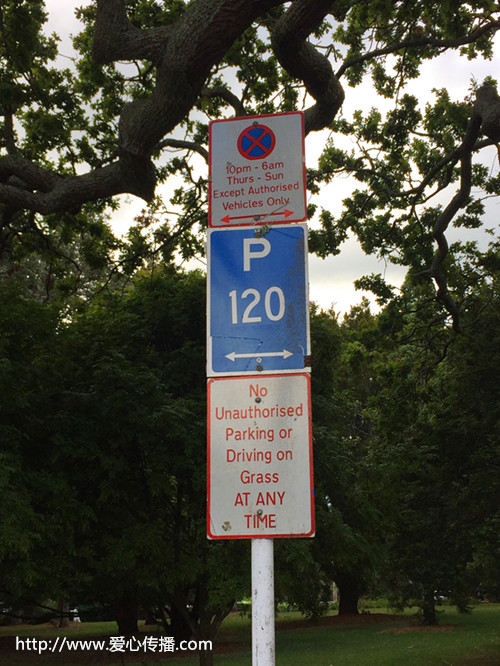 10pm - 6am
Thurs - Sun
Except Authorised
Vehicles Only
P
120
No
Unauthorised
Parking or
Driving on
Grass
AT ANY
TIME
http://www.爱心传播.com/